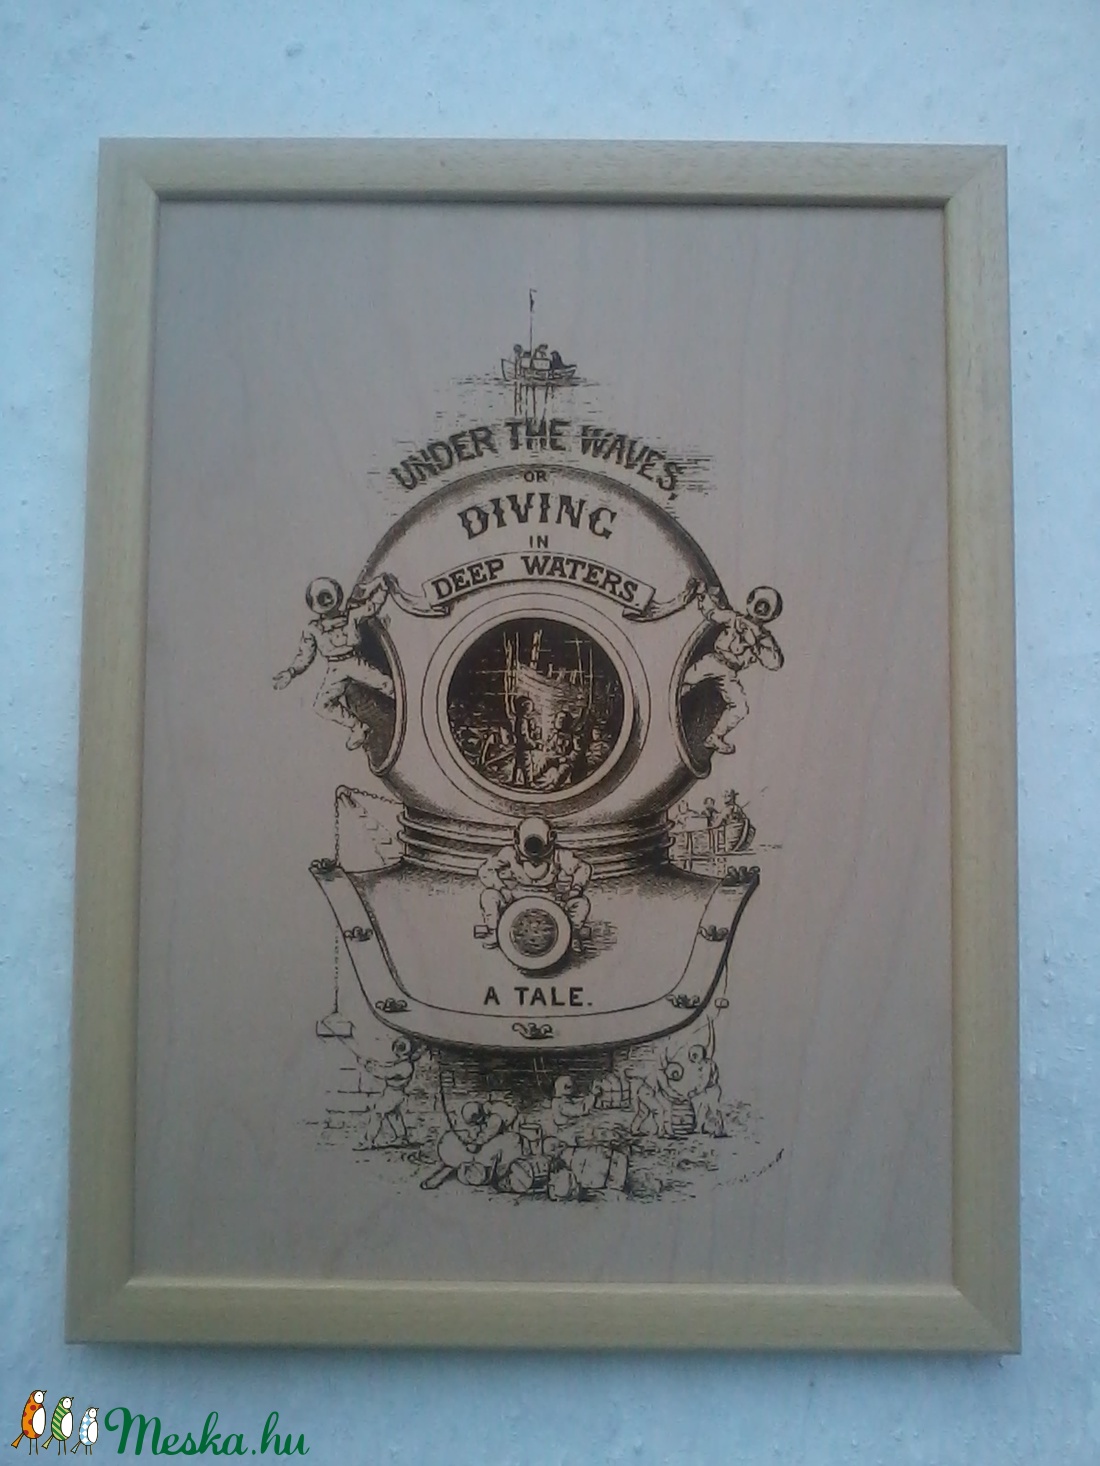 UNDER THE WAVES,
OR
DIVING
IN
DEEP WATERS
A TALE.
Meska.hu